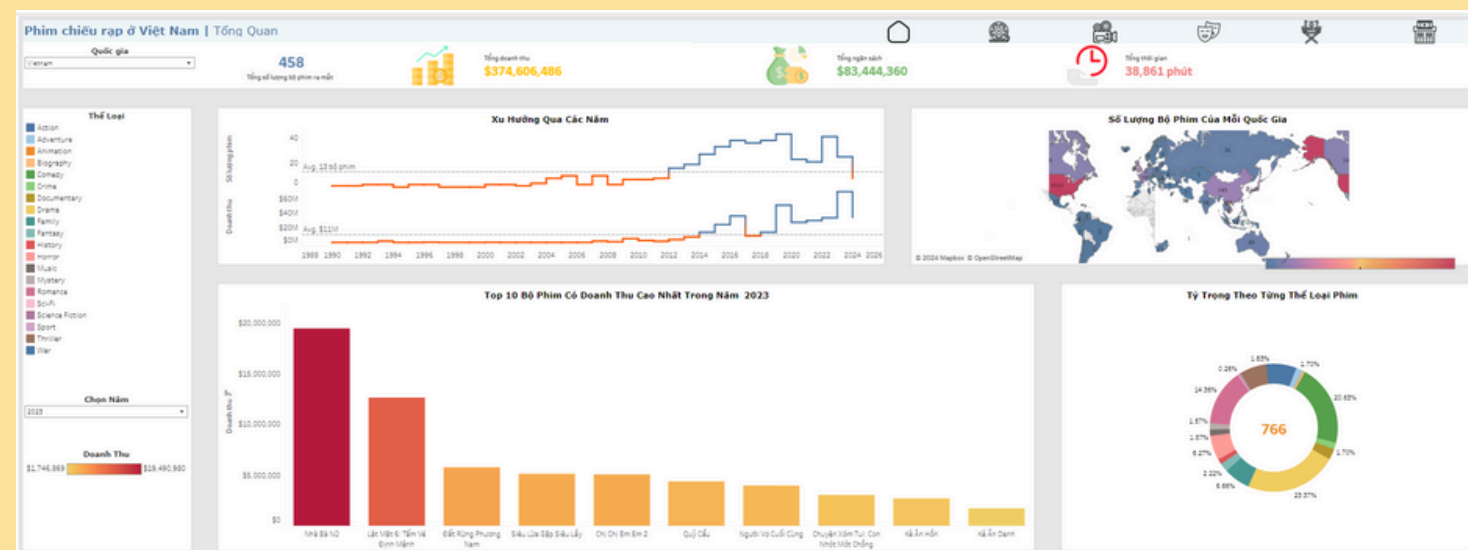 Phim chiếu rạp ở Việt Nam | Tổng Quan
Quốc gia
Vietnam
458
Tổng số lượng bộ phim ra mắt
Tổng doanh thu
$374,606,486
Tổng ngân sách
$83,444,360
Tổng thời gian
38,861 phút
Thể Loại
Action
Adventure
Animation
Biography
Comedy
Crime
Documentary
Drama
Family
Fantasy
History
Horror
Music
Mystery
Romance
Sci-Fi
Science Fiction
Sport
Thriller
War
Chọn Năm
2023
Doanh Thu
$1,746,869 $19,490,980
Xu Hướng Qua Các Năm
Số lượng phim
40
20
0
Avg. 13 bộ phim
Doanh thu
$60M
$40M
$20M
$0M
Avg. $11M
1988 1990 1992 1994 1996 1998 2000 2002 2004 2006 2008 2010 2012 2014 2016 2018 2020 2022 2024 2026
Số Lượng Bộ Phim Của Mỗi Quốc Gia
© 2024 Mapbox © OpenStreetMap
Top 10 Bộ Phim Có Doanh Thu Cao Nhất Trong Năm 2023
Doanh thu
$20,000,000
$15,000,000
$10,000,000
$5,000,000
$0
Nhà Bà Nữ
Lật Mặt 6: Tấm Vé Định Mệnh
Đất Rừng Phương Nam
Siêu Lừa Gặp Siêu Lầy
Chị Chị Em Em 2
Quỷ Cẩu
Người Vợ Cuối Cùng
Chuyện Xóm Tui: Con Nhót Mót Chồng
Kẻ Ăn Hồn
Kẻ Ẩn Danh
Tỷ Trọng Theo Từng Thể Loại Phim
1.70%
20.63%
1.70%
23.37%
2.22%
6.27%
14.36%
0.26%
766